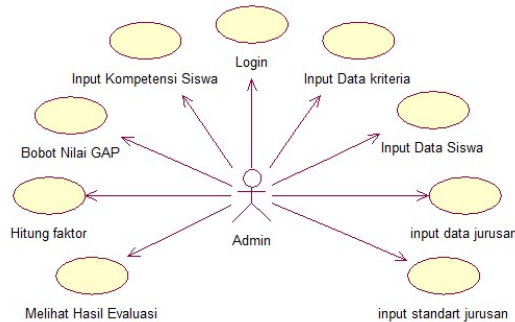 Login
Input Kompetensi Siswa
Input Data kriteria
Bobot Nilai GAP
Input Data Siswa
Hitung faktor
Admin
input data jurusan
Melihat Hasil Evaluasi
input standart jurusan